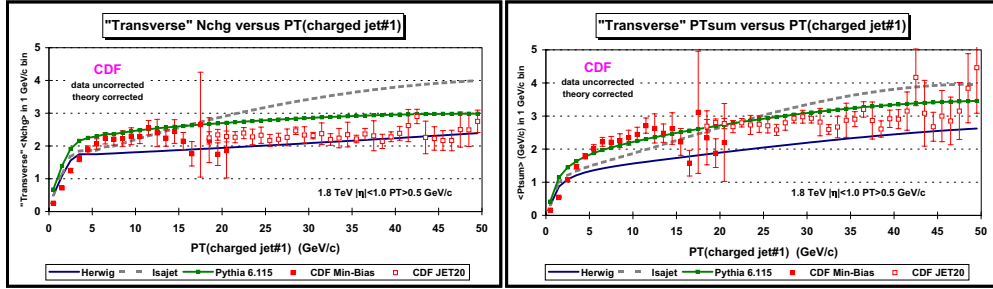 "Transverse" Nchg versus PT(charged jet#1)
"Transverse" <Nchg> in 1 GeV/c bin
5
4
3
2
1
0
CDF
data uncorrected
theory corrected
1.8 TeV |η|<1.0 PT>0.5 GeV/c
0 5 10 15 20 25 30 35 40 45 50
PT(charged jet#1) (GeV/c)
Herwig Isajet Pythia 6.115 CDF Min-Bias CDF JET20
"Transverse" PTsum versus PT(charged jet#1)
<Ptsum> (GeV/c) in 1 GeV/c bin
5
4
3
2
1
0
CDF
data uncorrected
theory corrected
1.8 TeV |η|<1.0 PT>0.5 GeV/c
0 5 10 15 20 25 30 35 40 45 50
PT(charged jet#1) (GeV/c)
Herwig Isajet Pythia 6.115 CDF Min-Bias CDF JET20